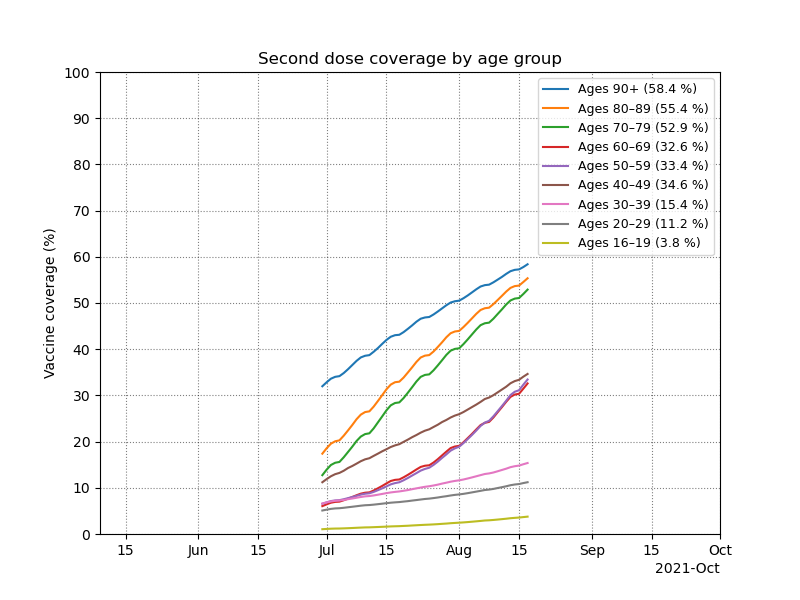 Second dose coverage by age group
Vaccine coverage (%)
100
90
80
70
60
50
40
30
20
10
0
Ages 90+ (58.4 %)
Ages 80–89 (55.4 %)
Ages 70–79 (52.9 %)
Ages 60–69 (32.6 %)
Ages 50–59 (33.4 %)
Ages 40–49 (34.6 %)
Ages 30–39 (15.4 %)
Ages 20–29 (11.2 %)
Ages 16–19 (3.8 %)
15 Jun 15 Jul 15 Aug 15 Sep 15 Oct
2021-Oct